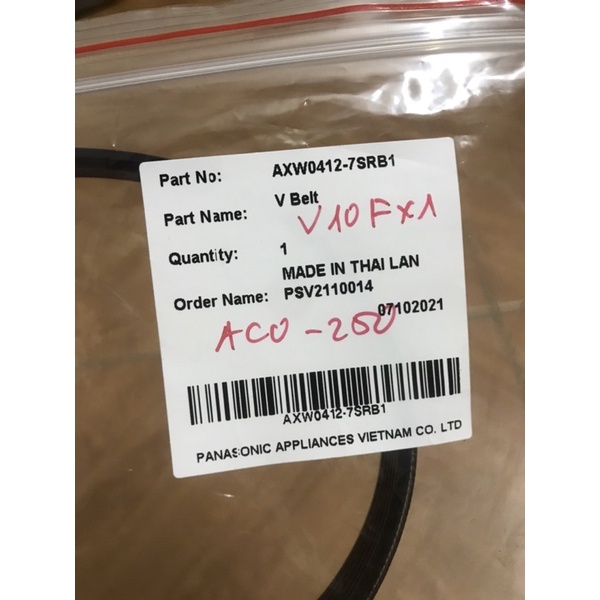 Part No: AXW0412-7SRB1
Part Name: V Belt
V10FX1
Quantity: 1
MADE IN THAI LAN
Order Name: PSV2110014
07102021
ACO-250
AXW0412-7SRB1
PANASONIC APPLIANCES VIETNAM CO. LTD